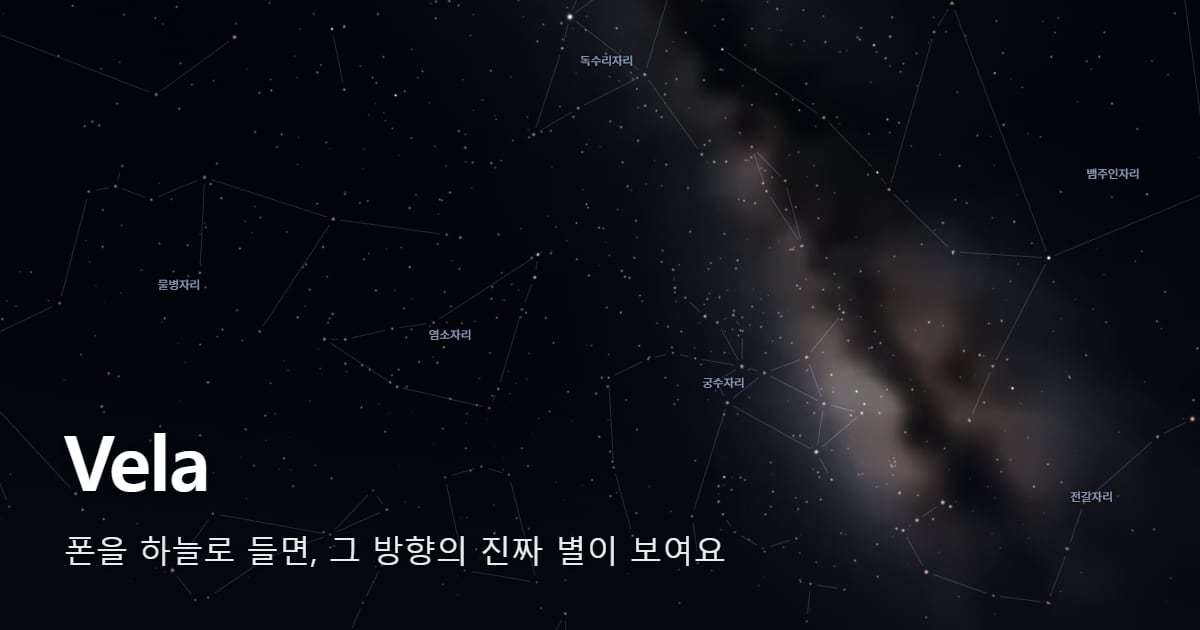 독수리자리
뱀주인자리
물병자리
염소자리
궁수자리
Vela
전갈자리
폰을 하늘로 들면, 그 방향의 진짜 별이 보여요